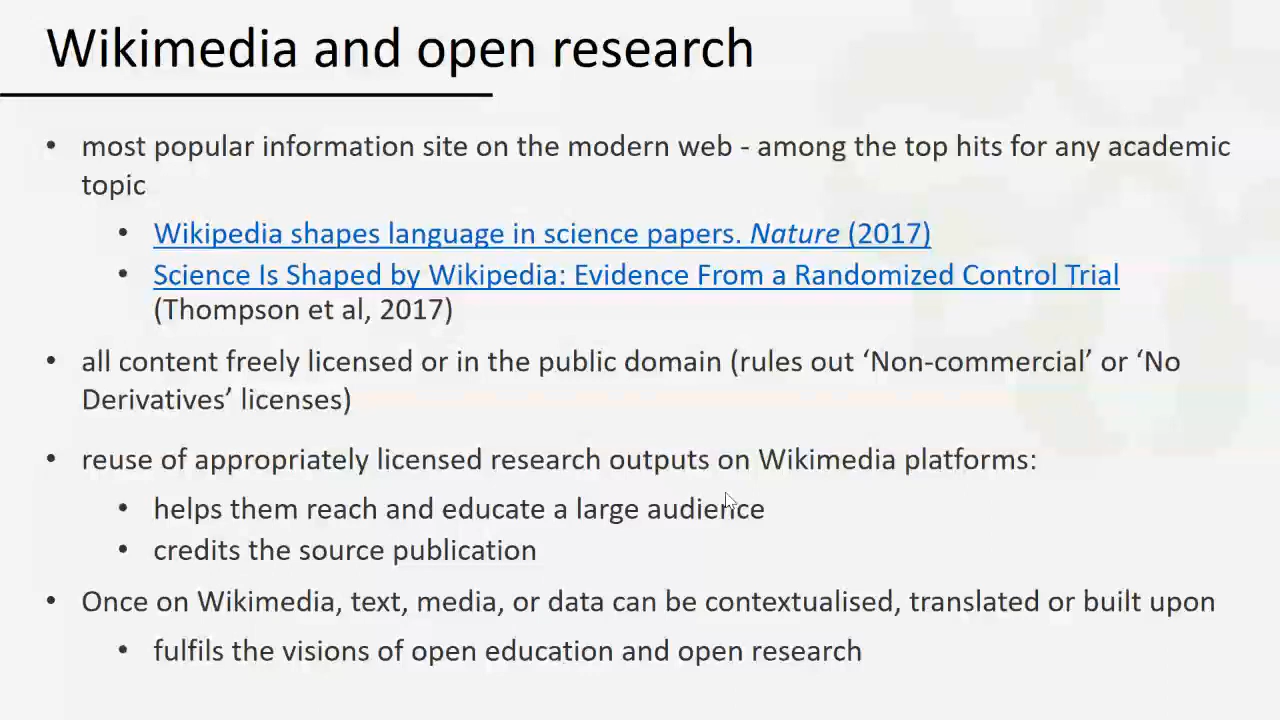 Wikimedia and open research
• most popular information site on the modern web - among the top hits for any academic
topic
• Wikipedia shapes language in science papers. Nature (2017)
• Science Is Shaped by Wikipedia: Evidence From a Randomized Control Trial
(Thompson et al, 2017)
• all content freely licensed or in the public domain (rules out ‘Non-commercial’ or ‘No
Derivatives’ licenses)
• reuse of appropriately licensed research outputs on Wikimedia platforms:
• helps them reach and educate a large audience
• credits the source publication
• Once on Wikimedia, text, media, or data can be contextualised, translated or built upon
• fulfils the visions of open education and open research